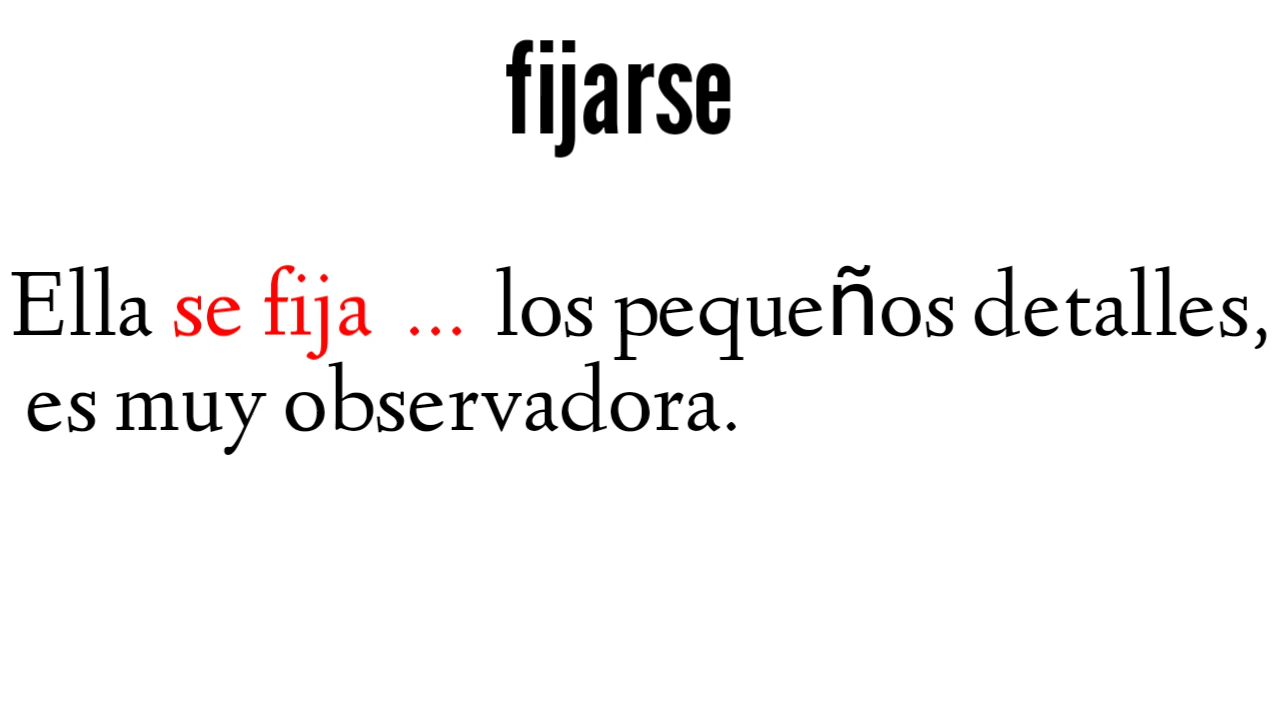 fijarse
Ella se fija ... los pequeños detalles,
es muy observadora.